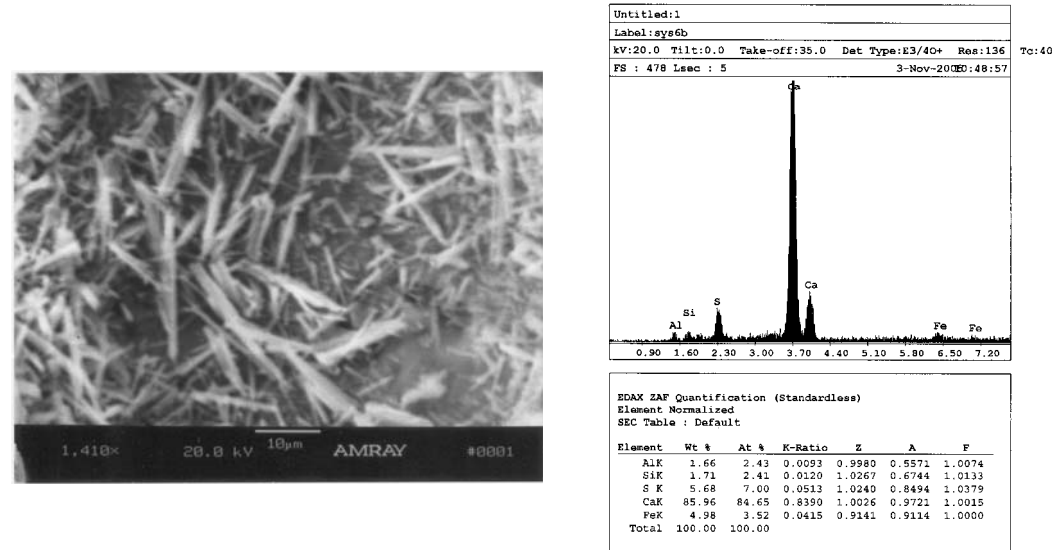 1,410× 20.0 kV 10μm AMRAY #0001
Untitled:1
Label:sys6b
kV:20.0 Tilt:0.0 Take-off:35.0 Det Type:E3/40+ Res:136 Tc:40
FS : 478 Lsec : 5 3-Nov-2006 10:48:57
Ca
Ca
S
Si
Al
Fe Fe
0.90 1.60 2.30 3.00 3.70 4.40 5.10 5.80 6.50 7.20
EDAX ZAF Quantification (Standardless)
Element Normalized
SEC Table : Default
Element Wt % At % K-Ratio Z A F
AlK 1.66 2.43 0.0093 0.9980 0.5571 1.0074
SiK 1.71 2.41 0.0120 1.0267 0.6744 1.0133
S K 5.68 7.00 0.0513 1.0240 0.8494 1.0379
CaK 85.96 84.65 0.8390 1.0026 0.9721 1.0015
FeK 4.98 3.52 0.0415 0.9141 0.9114 1.0000
Total 100.00 100.00